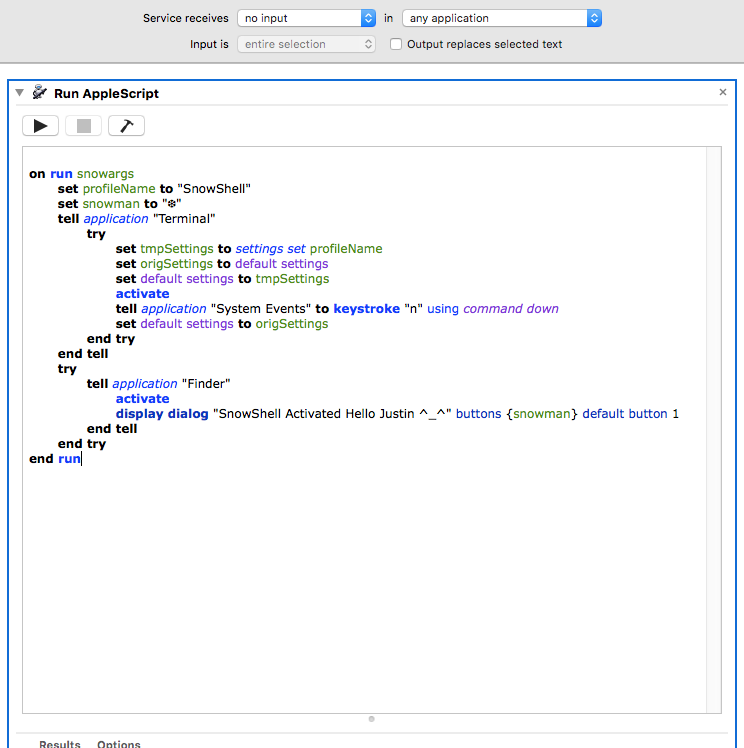 Service receives no input in any application
Input is entire selection Output replaces selected text
Run AppleScript
on run snowargs
set profileName to "SnowShell"
set snowman to "❄"
tell application "Terminal"
try
set tmpSettings to settings set profileName
set origSettings to default settings
set default settings to tmpSettings
activate
tell application "System Events" to keystroke "n" using command down
set default settings to origSettings
end try
end tell
try
tell application "Finder"
activate
display dialog "SnowShell Activated Hello Justin ^_^" buttons {snowman} default button 1
end tell
end try
end run
Results Options